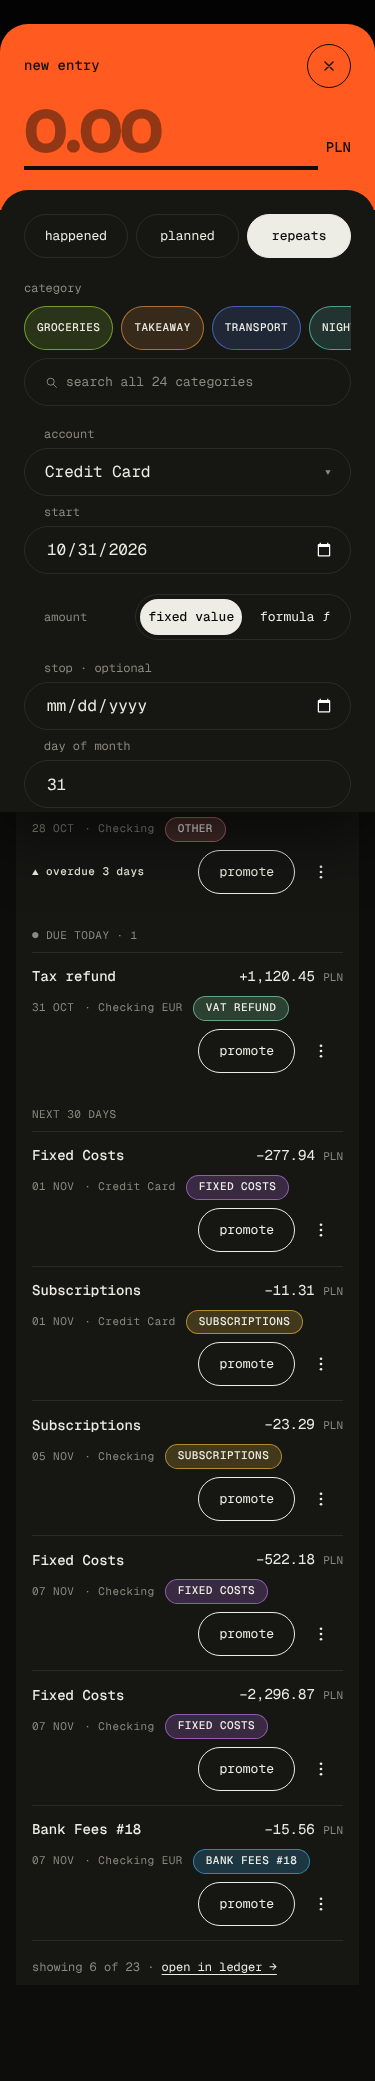 new entry
×
0.00 PLN
happened planned repeats
category
GROCERIES TAKEAWAY TRANSPORT NIGH
search all 24 categories
account
Credit Card ▾
start
10/31/2026
amount fixed value formula ƒ
stop · optional
mm/dd/yyyy
day of month
31
28 OCT · Checking OTHER
▲ overdue 3 days promote ⋮
● DUE TODAY · 1
Tax refund +1,120.45 PLN
31 OCT · Checking EUR VAT REFUND
promote ⋮
NEXT 30 DAYS
Fixed Costs −277.94 PLN
01 NOV · Credit Card FIXED COSTS
promote ⋮
Subscriptions −11.31 PLN
01 NOV · Credit Card SUBSCRIPTIONS
promote ⋮
Subscriptions −23.29 PLN
05 NOV · Checking SUBSCRIPTIONS
promote ⋮
Fixed Costs −522.18 PLN
07 NOV · Checking FIXED COSTS
promote ⋮
Fixed Costs −2,296.87 PLN
07 NOV · Checking FIXED COSTS
promote ⋮
Bank Fees #18 −15.56 PLN
07 NOV · Checking EUR BANK FEES #18
promote ⋮
showing 6 of 23 · open in ledger →